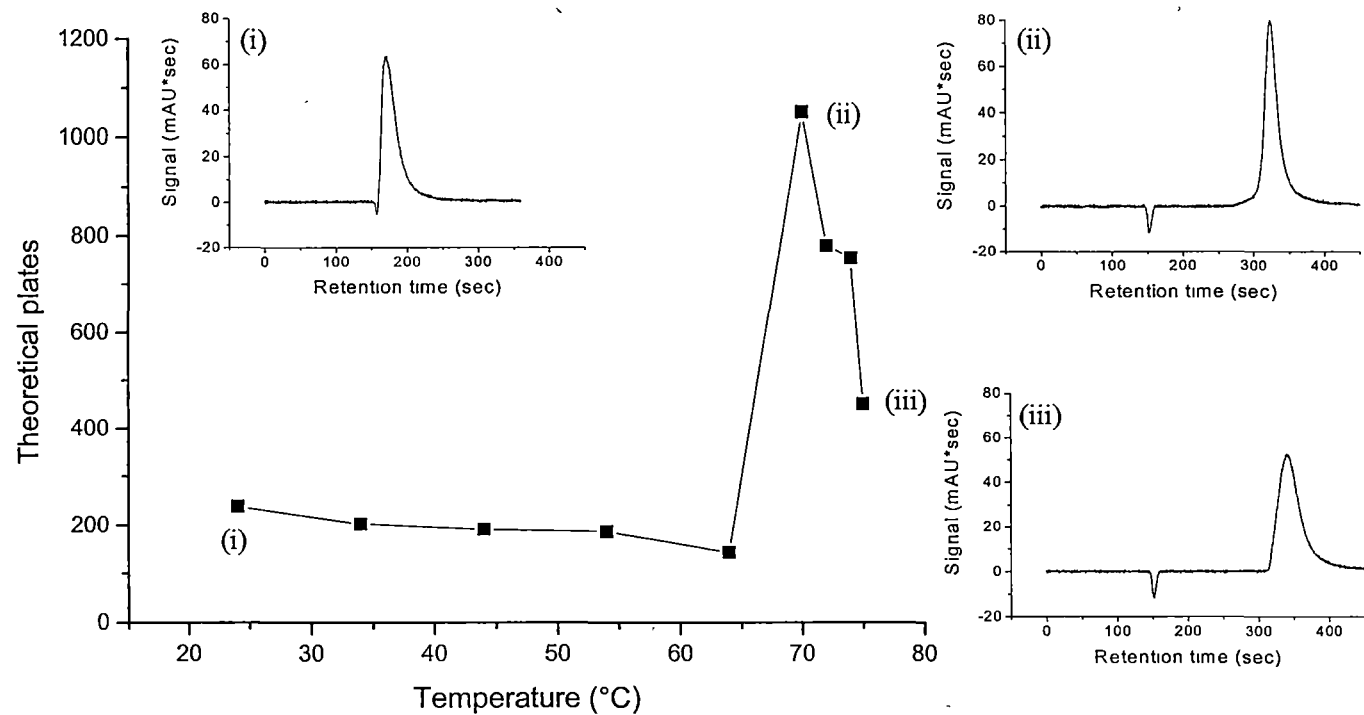 (i)
80
60
40
20
0
-20
Signal (mAU*sec)
0 100 200 300 400
Retention time (sec)
(ii)
80
60
40
20
0
-20
Signal (mAU*sec)
0 100 200 300 400
Retention time (sec)
(iii)
80
60
40
20
0
-20
Signal (mAU*sec)
0 100 200 300 400
Retention time (sec)
1200
1000
800
600
400
200
0
Theoretical plates
(i)
(ii)
(iii)
20 30 40 50 60 70 80
Temperature (°C)